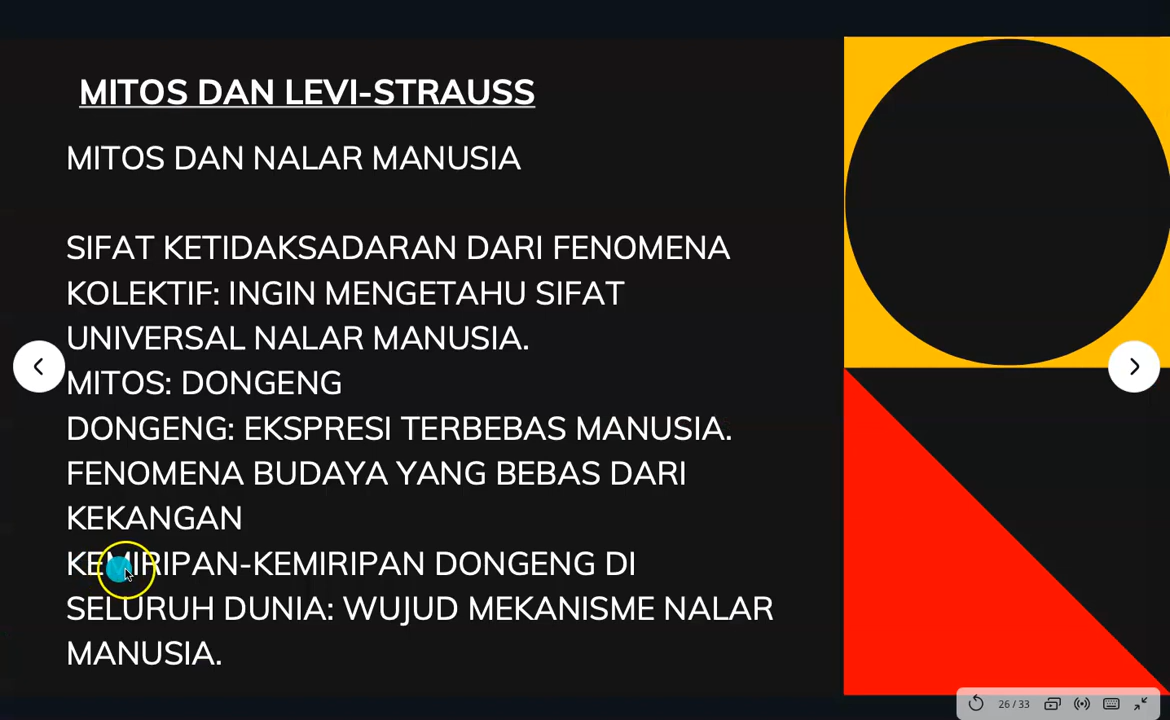 MITOS DAN LEVI-STRAUSS
MITOS DAN NALAR MANUSIA
SIFAT KETIDAKSADARAN DARI FENOMENA
KOLEKTIF: INGIN MENGETAHU SIFAT
UNIVERSAL NALAR MANUSIA.
MITOS: DONGENG
DONGENG: EKSPRESI TERBEBAS MANUSIA.
FENOMENA BUDAYA YANG BEBAS DARI
KEKANGAN
KEMIRIPAN-KEMIRIPAN DONGENG DI
SELURUH DUNIA: WUJUD MEKANISME NALAR
MANUSIA.
26 / 33